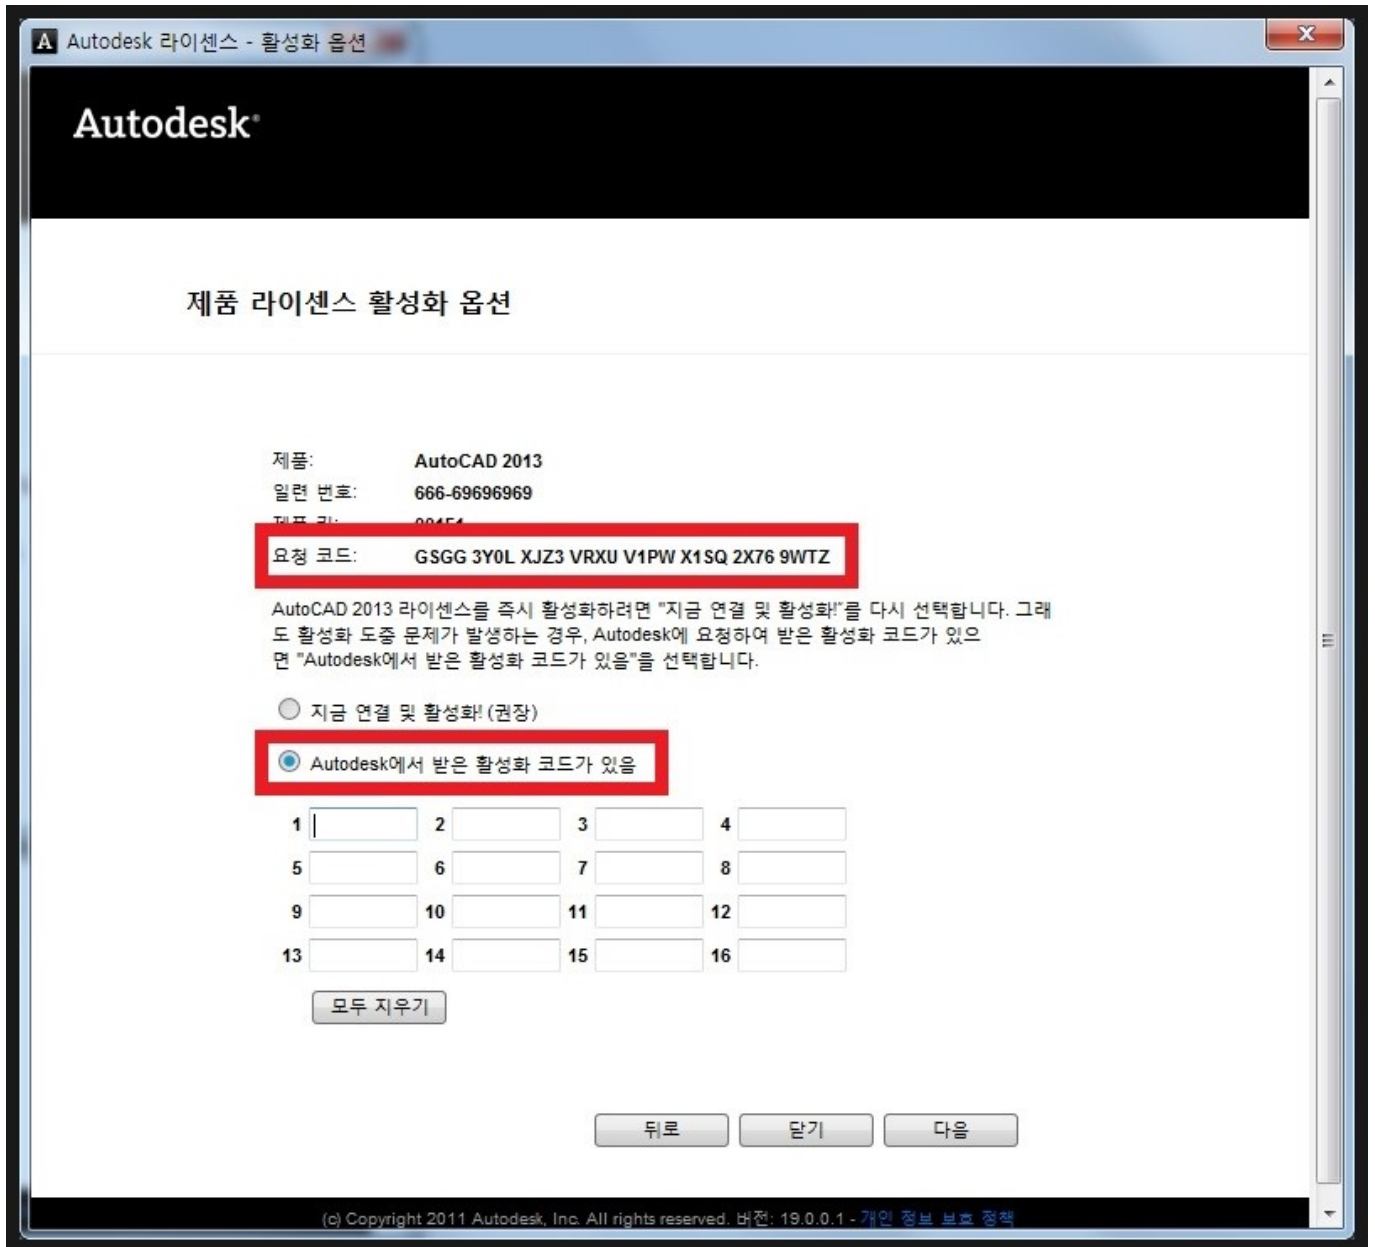 Autodesk 라이센스 - 활성화 옵션
Autodesk®
제품 라이센스 활성화 옵션
제품: AutoCAD 2013
일련 번호: 666-69696969
요청 코드: GSGG 3Y0L XJZ3 VRXU V1PW X1SQ 2X76 9WTZ
AutoCAD 2013 라이센스를 즉시 활성화하려면 "지금 연결 및 활성화!"를 다시 선택합니다. 그래
도 활성화 도중 문제가 발생하는 경우, Autodesk에 요청하여 받은 활성화 코드가 있으
면 "Autodesk에서 받은 활성화 코드가 있음"을 선택합니다.
지금 연결 및 활성화! (권장)
Autodesk에서 받은 활성화 코드가 있음
1 2 3 4
5 6 7 8
9 10 11 12
13 14 15 16
모두 지우기
뒤로 닫기 다음
(c) Copyright 2011 Autodesk, Inc. All rights reserved. 버전: 19.0.0.1 - 개인 정보 보호 정책